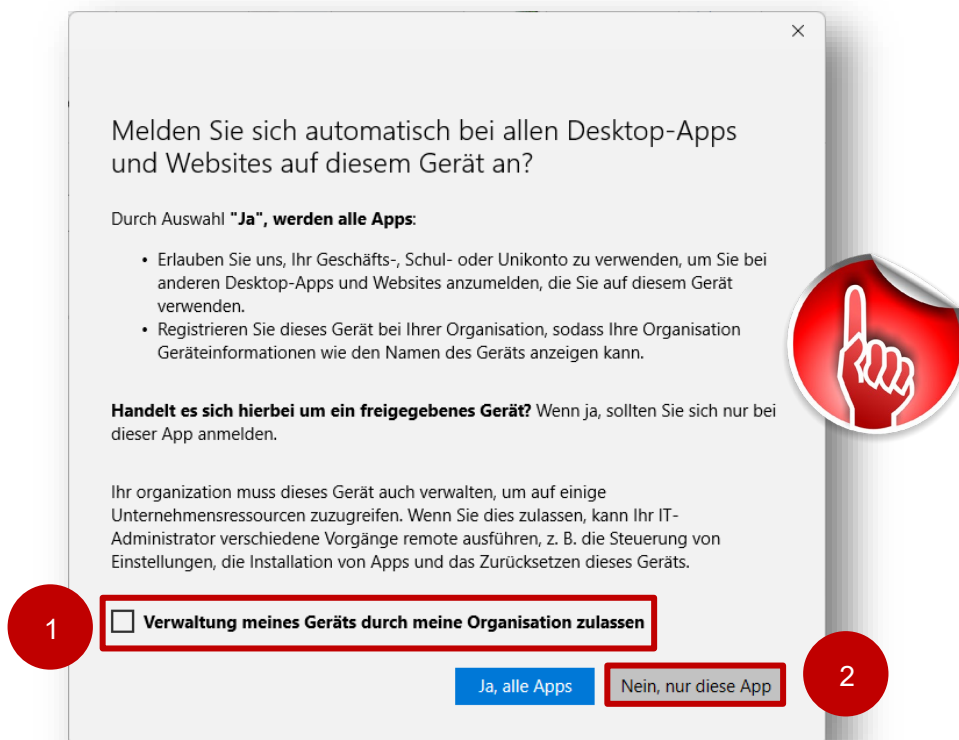 Melden Sie sich automatisch bei allen Desktop-Apps
und Websites auf diesem Gerät an?
Durch Auswahl "Ja", werden alle Apps:
• Erlauben Sie uns, Ihr Geschäfts-, Schul- oder Unikonto zu verwenden, um Sie bei
anderen Desktop-Apps und Websites anzumelden, die Sie auf diesem Gerät
verwenden.
• Registrieren Sie dieses Gerät bei Ihrer Organisation, sodass Ihre Organisation
Geräteinformationen wie den Namen des Geräts anzeigen kann.
Handelt es sich hierbei um ein freigegebenes Gerät? Wenn ja, sollten Sie sich nur bei
dieser App anmelden.
Ihr organization muss dieses Gerät auch verwalten, um auf einige
Unternehmensressourcen zuzugreifen. Wenn Sie dies zulassen, kann Ihr IT-
Administrator verschiedene Vorgänge remote ausführen, z. B. die Steuerung von
Einstellungen, die Installation von Apps und das Zurücksetzen dieses Geräts.
1
Verwaltung meines Geräts durch meine Organisation zulassen
Ja, alle Apps
Nein, nur diese App
2